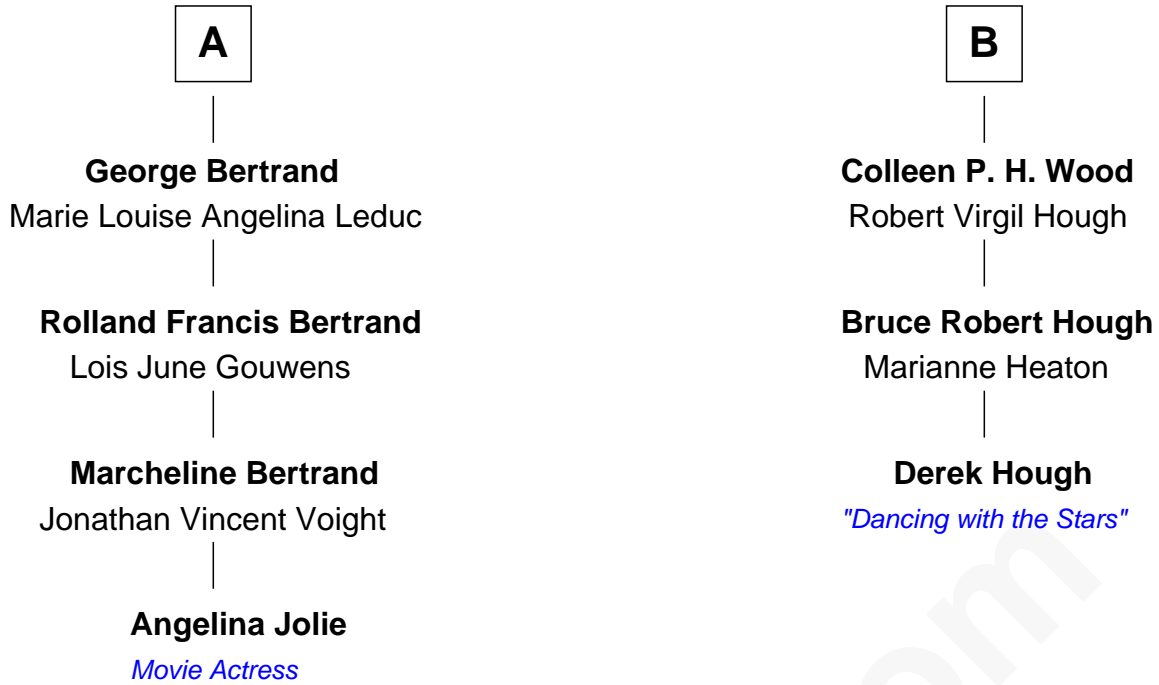 A
George Bertrand
Marie Louise Angelina Leduc
Rolland Francis Bertrand
Lois June Gouwens
Marcheline Bertrand
Jonathan Vincent Voight
Angelina Jolie
Movie Actress
B
Colleen P. H. Wood
Robert Virgil Hough
Bruce Robert Hough
Marianne Heaton
Derek Hough
"Dancing with the Stars"
om